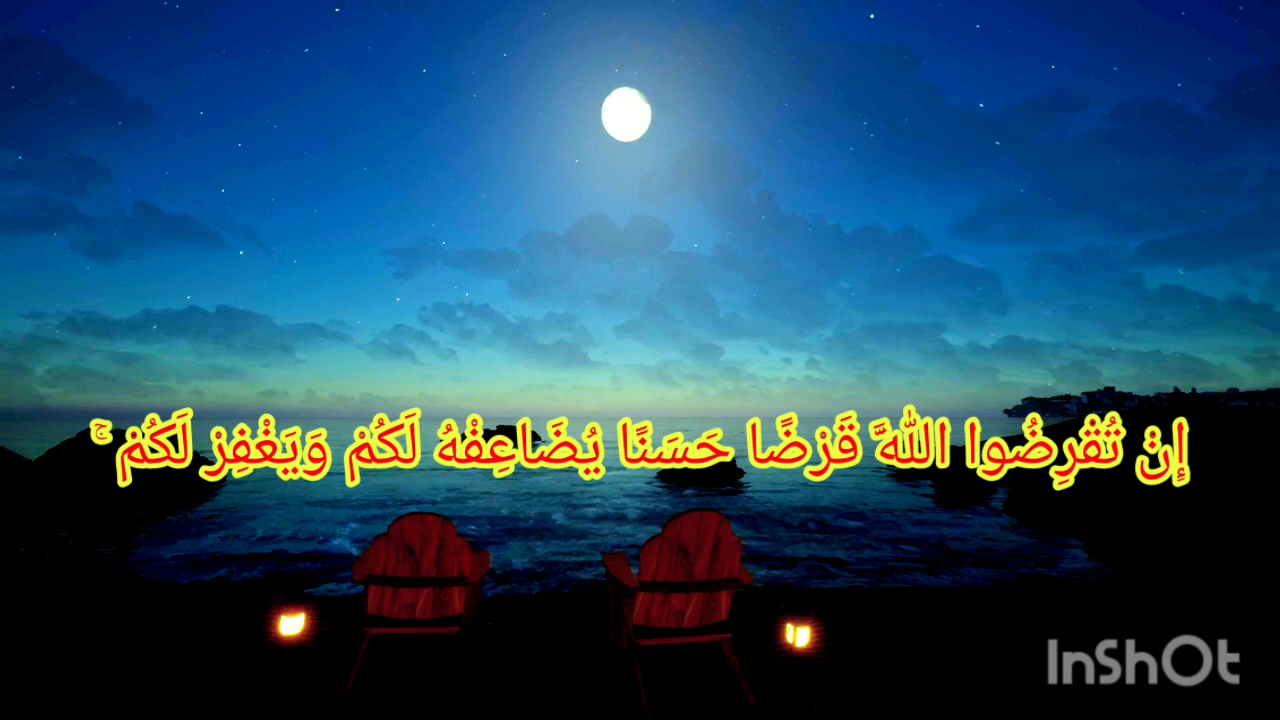 إِنْ تُقْرِضُوا اللَّهَ قَرْضًا حَسَنًا يُضَاعِفْهُ لَكُمْ وَيَغْفِرْ لَكُمْ ۚ
InShOt